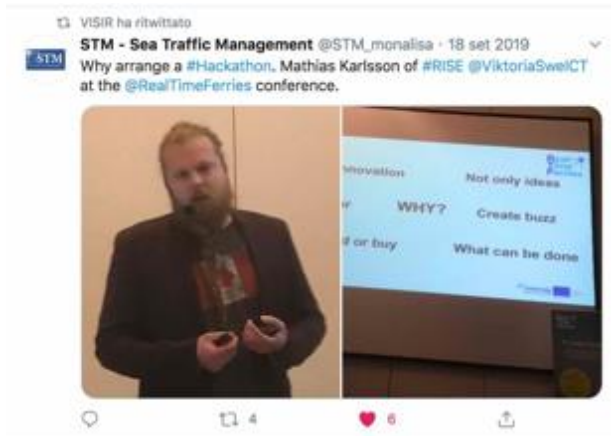 VISIR ha ritwittato
STM - Sea Traffic Management @STM_monalisa · 18 set 2019
STM
Why arrange a #Hackathon. Mathias Karlsson of #RISE @ViktoriaSweICT
at the @RealTimeFerries conference.
Not only ideas
WHY?
Create buzz
or buy
What can be done
4
6